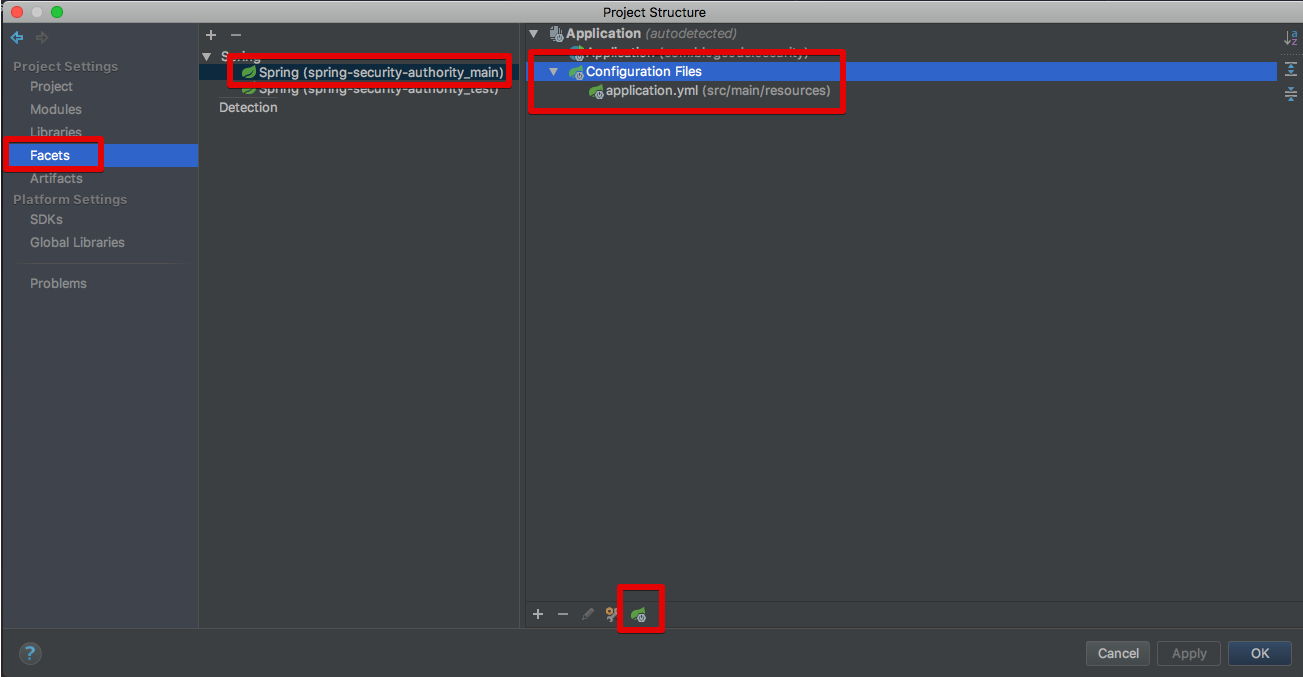 Project Structure
Project Settings
Project
Modules
Libraries
Facets
Artifacts
Platform Settings
SDKs
Global Libraries
Problems
Spring
Spring (spring-security-authority_main)
Spring (spring-security-authority_test)
Detection
Application (autodetected)
Application
Configuration Files
application.yml (src/main/resources)
Cancel
Apply
OK